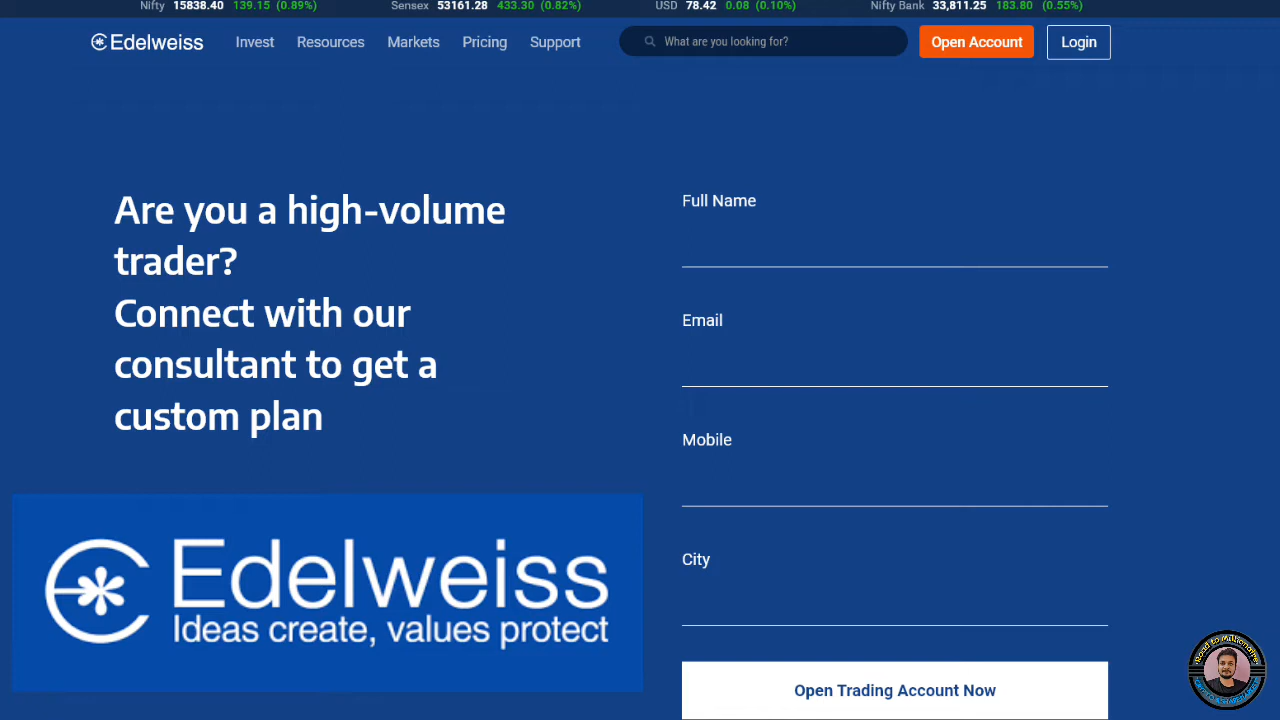 Nifty 15838.40 139.15 (0.89%) Sensex 53161.28 433.30 (0.82%) USD 78.42 0.08 (0.10%) Nifty Bank 33,811.25 183.80 (0.55%)
Edelweiss Invest Resources Markets Pricing Support What are you looking for? Open Account Login
Are you a high-volume
trader?
Connect with our
consultant to get a
custom plan
Full Name
Email
Mobile
City
Open Trading Account Now
Edelweiss
Ideas create, values protect
Road to Millionaire